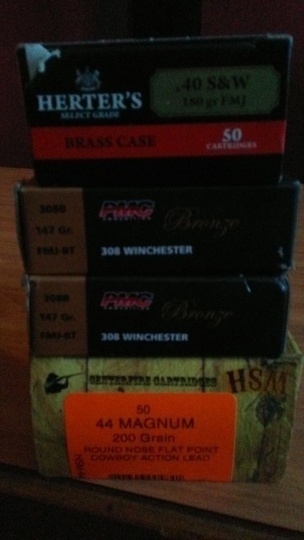 .40 S&W
180 gr FMJ
HERTER'S
SELECT GRADE
BRASS CASE
50
CARTRIDGES
308B
147 Gr.
FMJ-BT
PMC
CARTRIDGES
Bronze
308 WINCHESTER
308B
147 Gr.
FMJ-BT
PMC
CARTRIDGES
Bronze
308 WINCHESTER
CENTERFIRE CARTRIDGES
HSM
50
44 MAGNUM
200 Grain
ROUND NOSE FLAT POINT
COWBOY ACTION LEAD